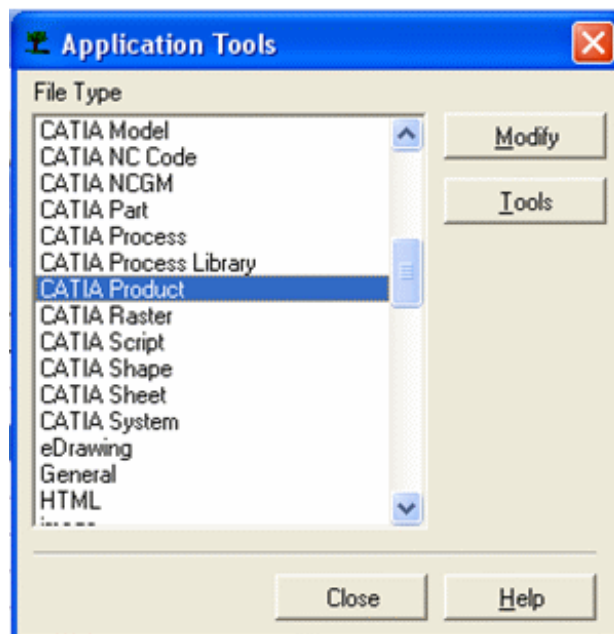 Application Tools
File Type
CATIA Model
CATIA NC Code
CATIA NCGM
CATIA Part
CATIA Process
CATIA Process Library
CATIA Product
CATIA Raster
CATIA Script
CATIA Shape
CATIA Sheet
CATIA System
eDrawing
General
HTML
Modify
Tools
Close
Help